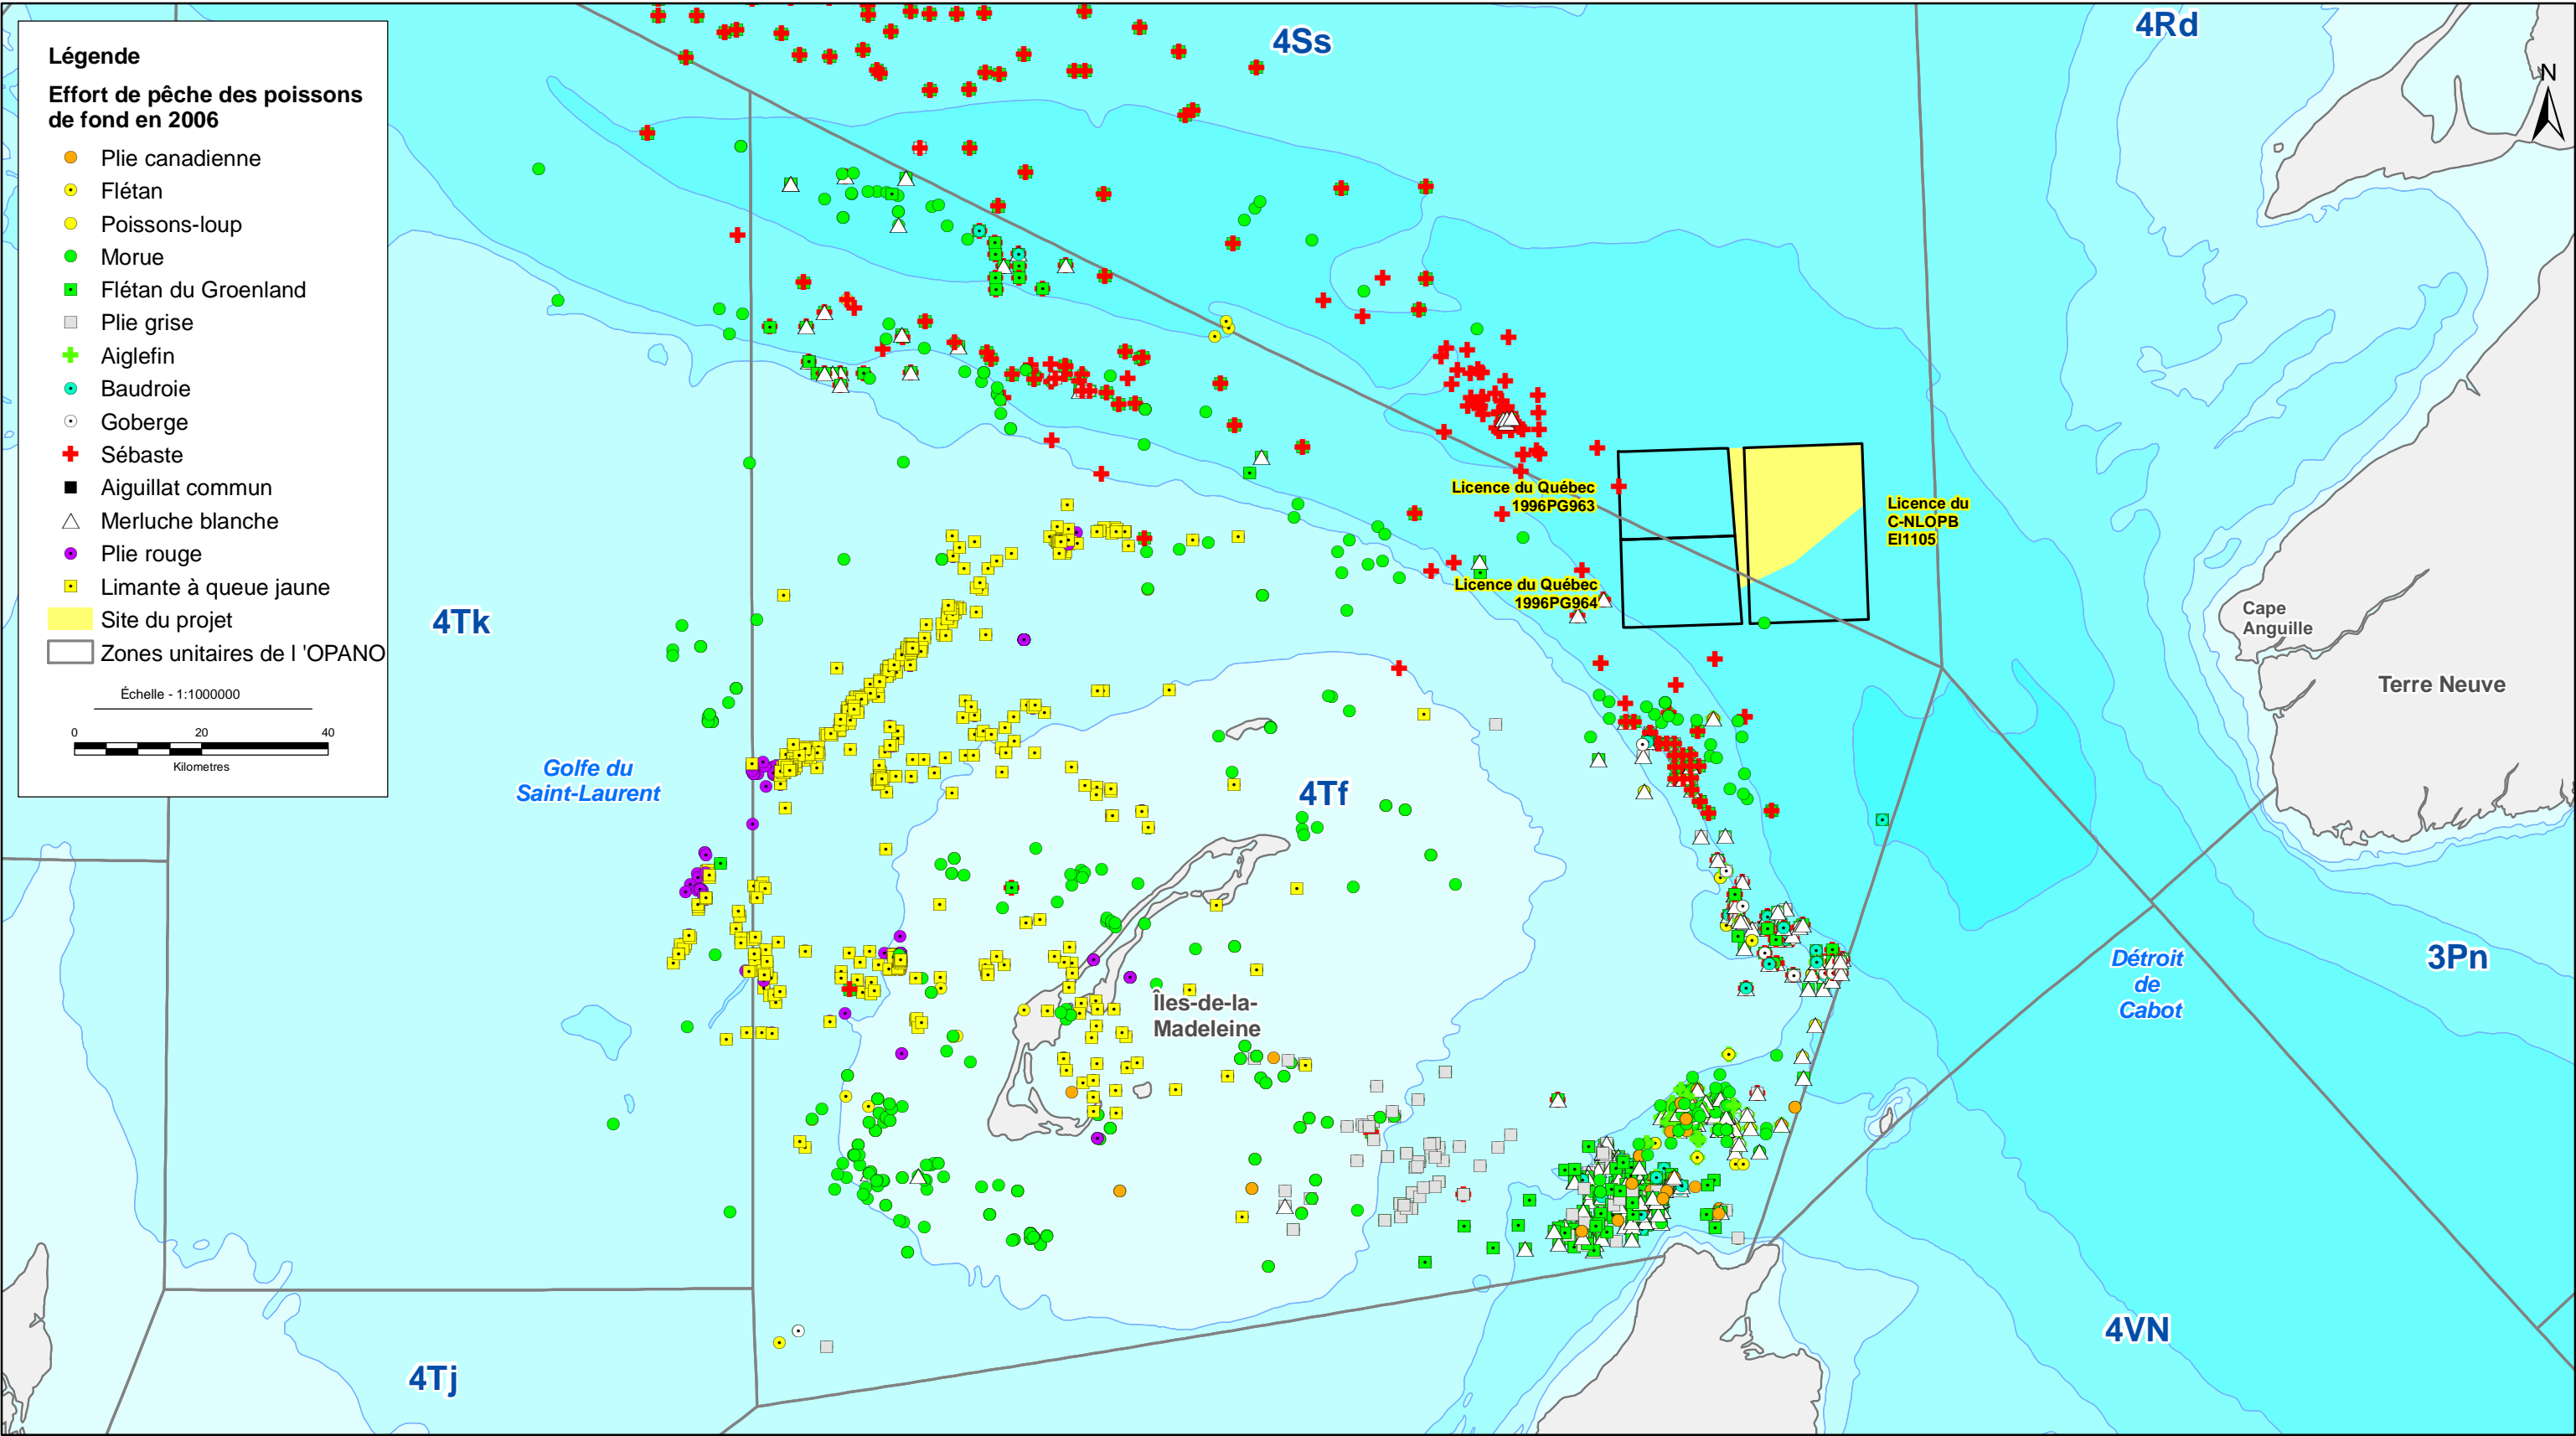 Légende
Effort de pêche des poissons
de fond en 2006
Plie canadienne
Flétan
Poissons-loup
Morue
Flétan du Groenland
Plie grise
Aiglefin
Baudroie
Goberge
Sébaste
Aiguillat commun
Merluche blanche
Plie rouge
Limante à queue jaune
Site du projet
Zones unitaires de l 'OPANO
Échelle - 1:1000000
0 20 40
Kilometres
4Ss
4Rd
N
Licence du Québec
1996PG963
Licence du
C-NLOPB
EI1105
Licence du Québec
1996PG964
4Tk
Cape
Anguille
Terre Neuve
Golfe du
Saint-Laurent
4Tf
Îles-de-la-
Madeleine
Détroit
de
Cabot
3Pn
4VN
4Tj